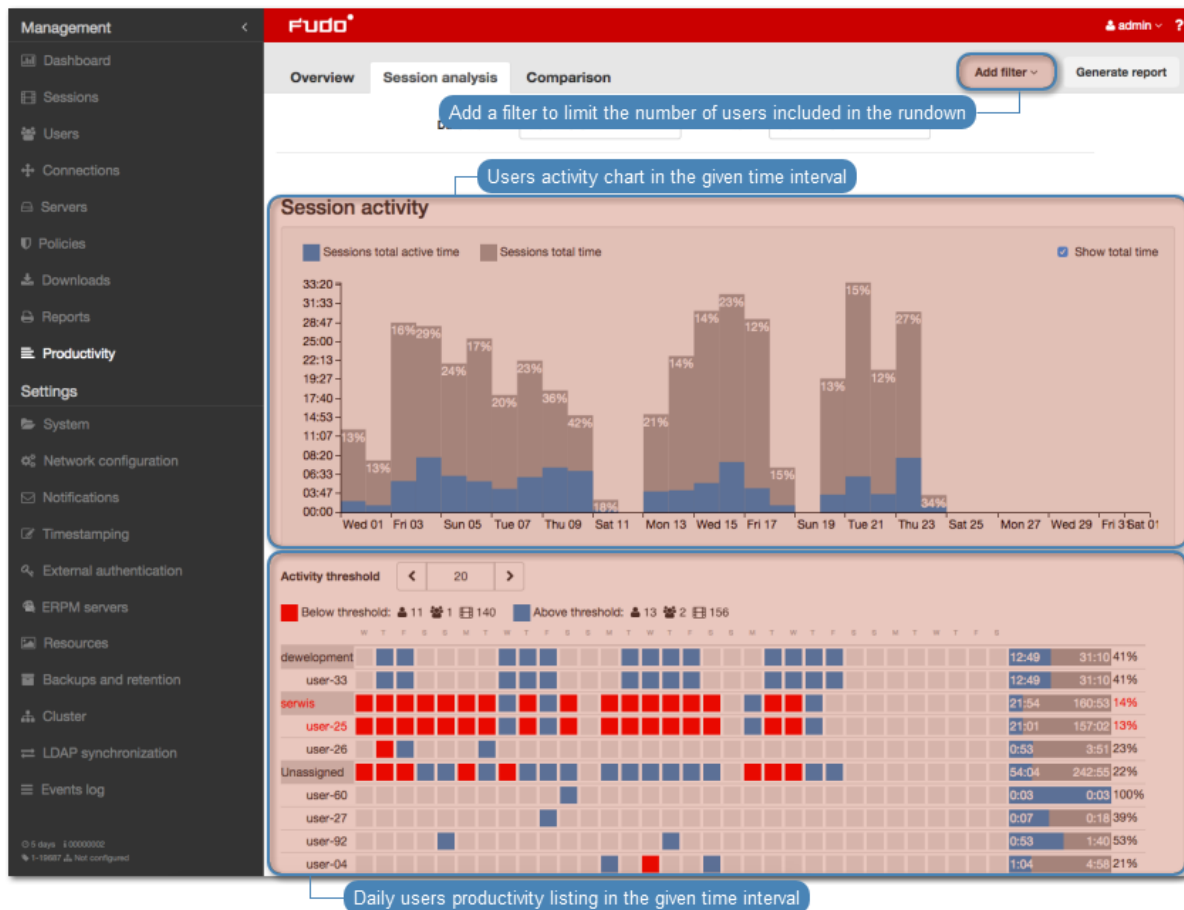 Management
Fudo
admin ?
Dashboard
Sessions
Users
Connections
Servers
Policies
Downloads
Reports
Productivity
Settings
System
Network configuration
Notifications
Timestamping
External authentication
ERPM servers
Resources
Backups and retention
Cluster
LDAP synchronization
Events log
5 days 00000002
1-19687 Not configured
Overview Session analysis Comparison Add filter Generate report
Add a filter to limit the number of users included in the rundown
Users activity chart in the given time interval
Session activity
Sessions total active time Sessions total time Show total time
33:20
31:33
28:47
25:00
22:13
19:27
17:40
14:53
11:07
08:20
06:33
03:47
00:00
13% 13% 16% 29% 24% 17% 20% 23% 36% 42% 18% 21% 14% 14% 23% 12% 15% 13% 15% 12% 27% 34%
Wed 01 Fri 03 Sun 05 Tue 07 Thu 09 Sat 11 Mon 13 Wed 15 Fri 17 Sun 19 Tue 21 Thu 23 Sat 25 Mon 27 Wed 29 Fri 31 Sat 01
Activity threshold 20
Below threshold: 11 1 140 Above threshold: 13 2 156
W T F S S M T W T F S S M T W T F S S M T W T F S S M T W T F S
dewelopment 12:49 31:10 41%
user-33 12:49 31:10 41%
serwis 21:54 160:53 14%
user-25 21:01 157:02 13%
user-26 0:53 3:51 23%
Unassigned 54:04 242:55 22%
user-60 0:03 0:03 100%
user-27 0:07 0:18 39%
user-92 0:53 1:40 53%
user-04 1:04 4:58 21%
Daily users productivity listing in the given time interval